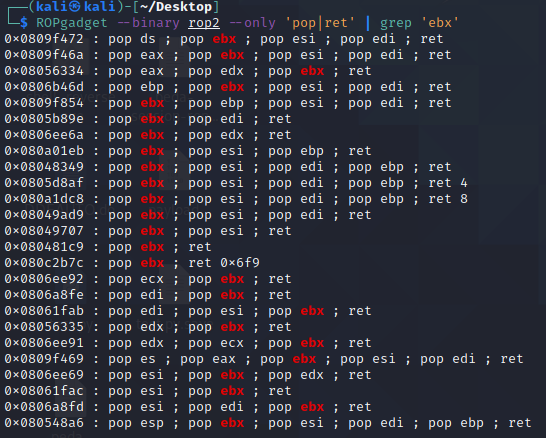 ┌──(kali㉿kali)-[~/Desktop]
└─$ ROPgadget --binary rop2 --only 'pop|ret' | grep 'ebx'
0×0809f472 : pop ds ; pop ebx ; pop esi ; pop edi ; ret
0×0809f46a : pop eax ; pop ebx ; pop esi ; pop edi ; ret
0×08056334 : pop eax ; pop edx ; pop ebx ; ret
0×0806b46d : pop ebp ; pop ebx ; pop esi ; pop edi ; ret
0×0809f854 : pop ebx ; pop ebp ; pop esi ; pop edi ; ret
0×0805b89e : pop ebx ; pop edi ; ret
0×0806ee6a : pop ebx ; pop edx ; ret
0×080a01eb : pop ebx ; pop esi ; pop ebp ; ret
0×08048349 : pop ebx ; pop esi ; pop edi ; pop ebp ; ret
0×0805d8af : pop ebx ; pop esi ; pop edi ; pop ebp ; ret 4
0×080a1dc8 : pop ebx ; pop esi ; pop edi ; pop ebp ; ret 8
0×08049ad9 : pop ebx ; pop esi ; pop edi ; ret
0×08049707 : pop ebx ; pop esi ; ret
0×080481c9 : pop ebx ; ret
0×080c2b7c : pop ebx ; ret 0×6f9
0×0806ee92 : pop ecx ; pop ebx ; ret
0×0806a8fe : pop edi ; pop ebx ; ret
0×08061fab : pop edi ; pop esi ; pop ebx ; ret
0×08056335 : pop edx ; pop ebx ; ret
0×0806ee91 : pop edx ; pop ecx ; pop ebx ; ret
0×0809f469 : pop es ; pop eax ; pop ebx ; pop esi ; pop edi ; ret
0×0806ee69 : pop esi ; pop ebx ; pop edx ; ret
0×08061fac : pop esi ; pop ebx ; ret
0×0806a8fd : pop esi ; pop edi ; pop ebx ; ret
0×080548a6 : pop esp ; pop ebx ; pop esi ; pop edi ; pop ebp ; ret